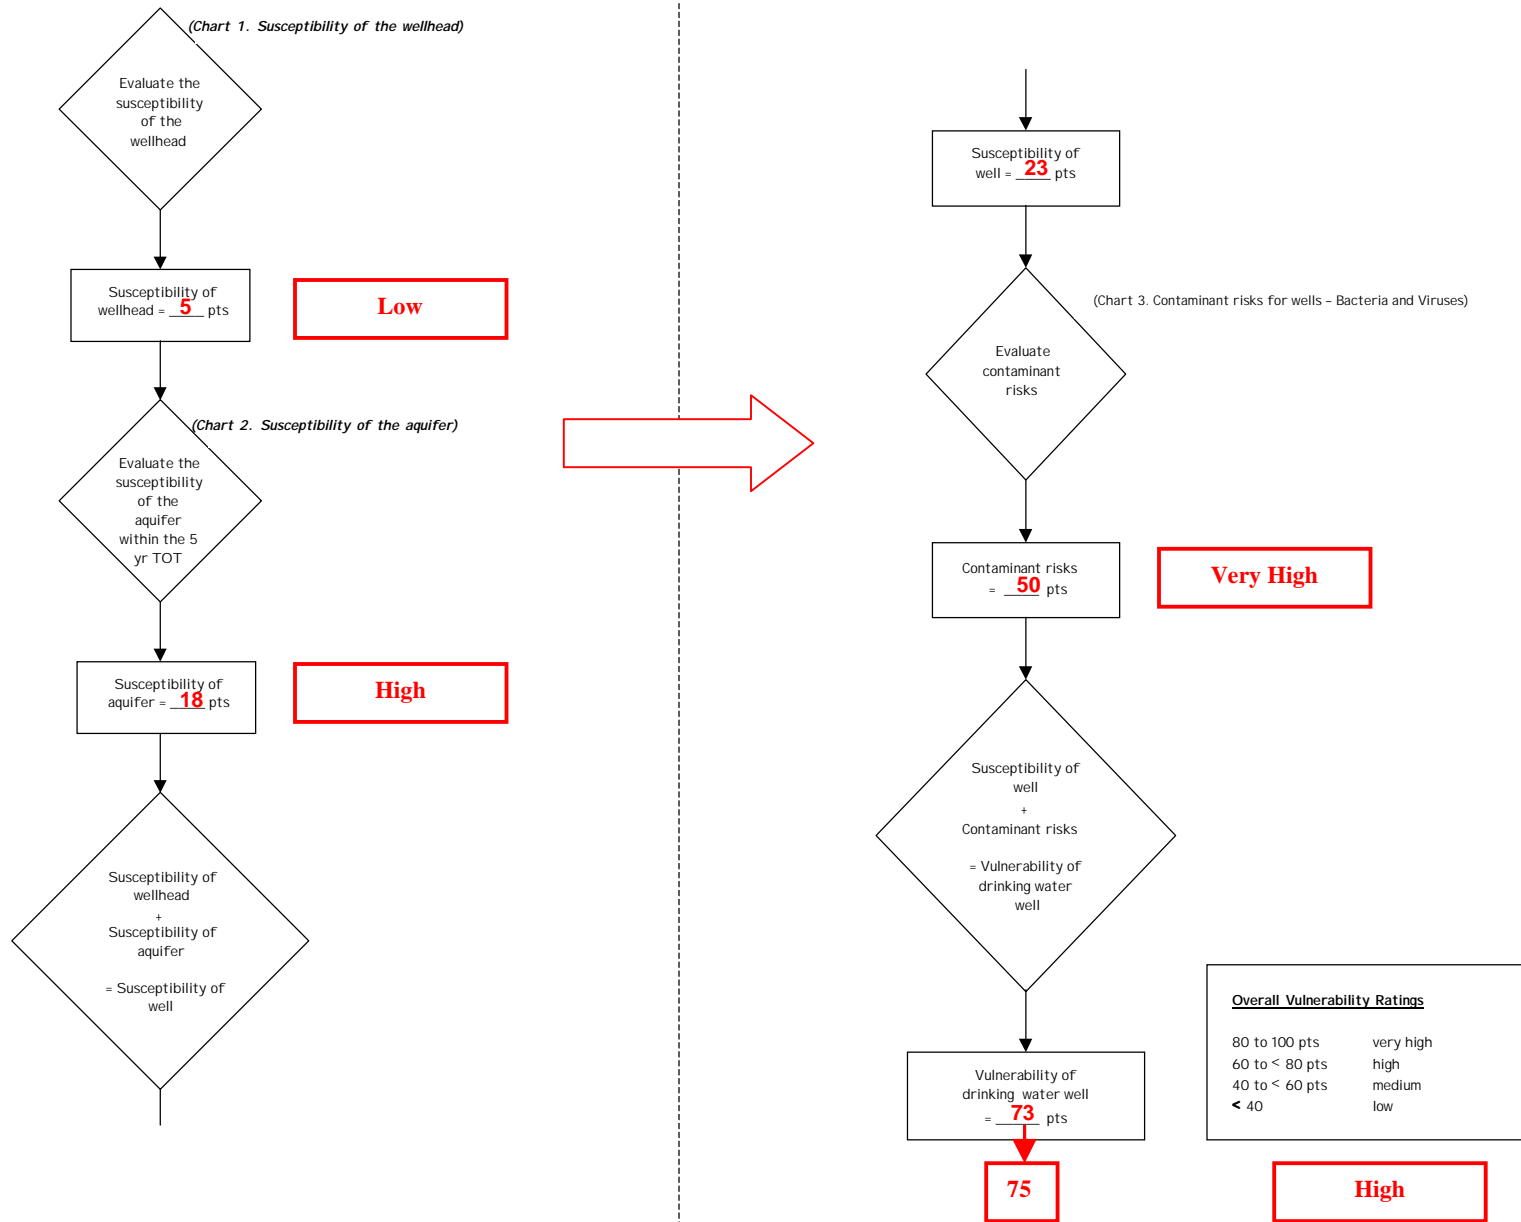 (Chart 1. Susceptibility of the wellhead)
Evaluate the
susceptibility
of the
wellhead
Susceptibility of
wellhead = 5 pts
Low
(Chart 2. Susceptibility of the aquifer)
Evaluate the
susceptibility
of the
aquifer
within the 5
yr TOT
Susceptibility of
aquifer = 18 pts
High
Susceptibility of
wellhead
+
Susceptibility of
aquifer
= Susceptibility of
well
Susceptibility of
well = 23 pts
(Chart 3. Contaminant risks for wells – Bacteria and Viruses)
Evaluate
contaminant
risks
Contaminant risks
= 50 pts
Very High
Susceptibility of
well
+
Contaminant risks
= Vulnerability of
drinking water
well
Vulnerability of
drinking water well
= 73 pts
75
Overall Vulnerability Ratings
80 to 100 pts very high
60 to < 80 pts high
40 to < 60 pts medium
< 40 low
High